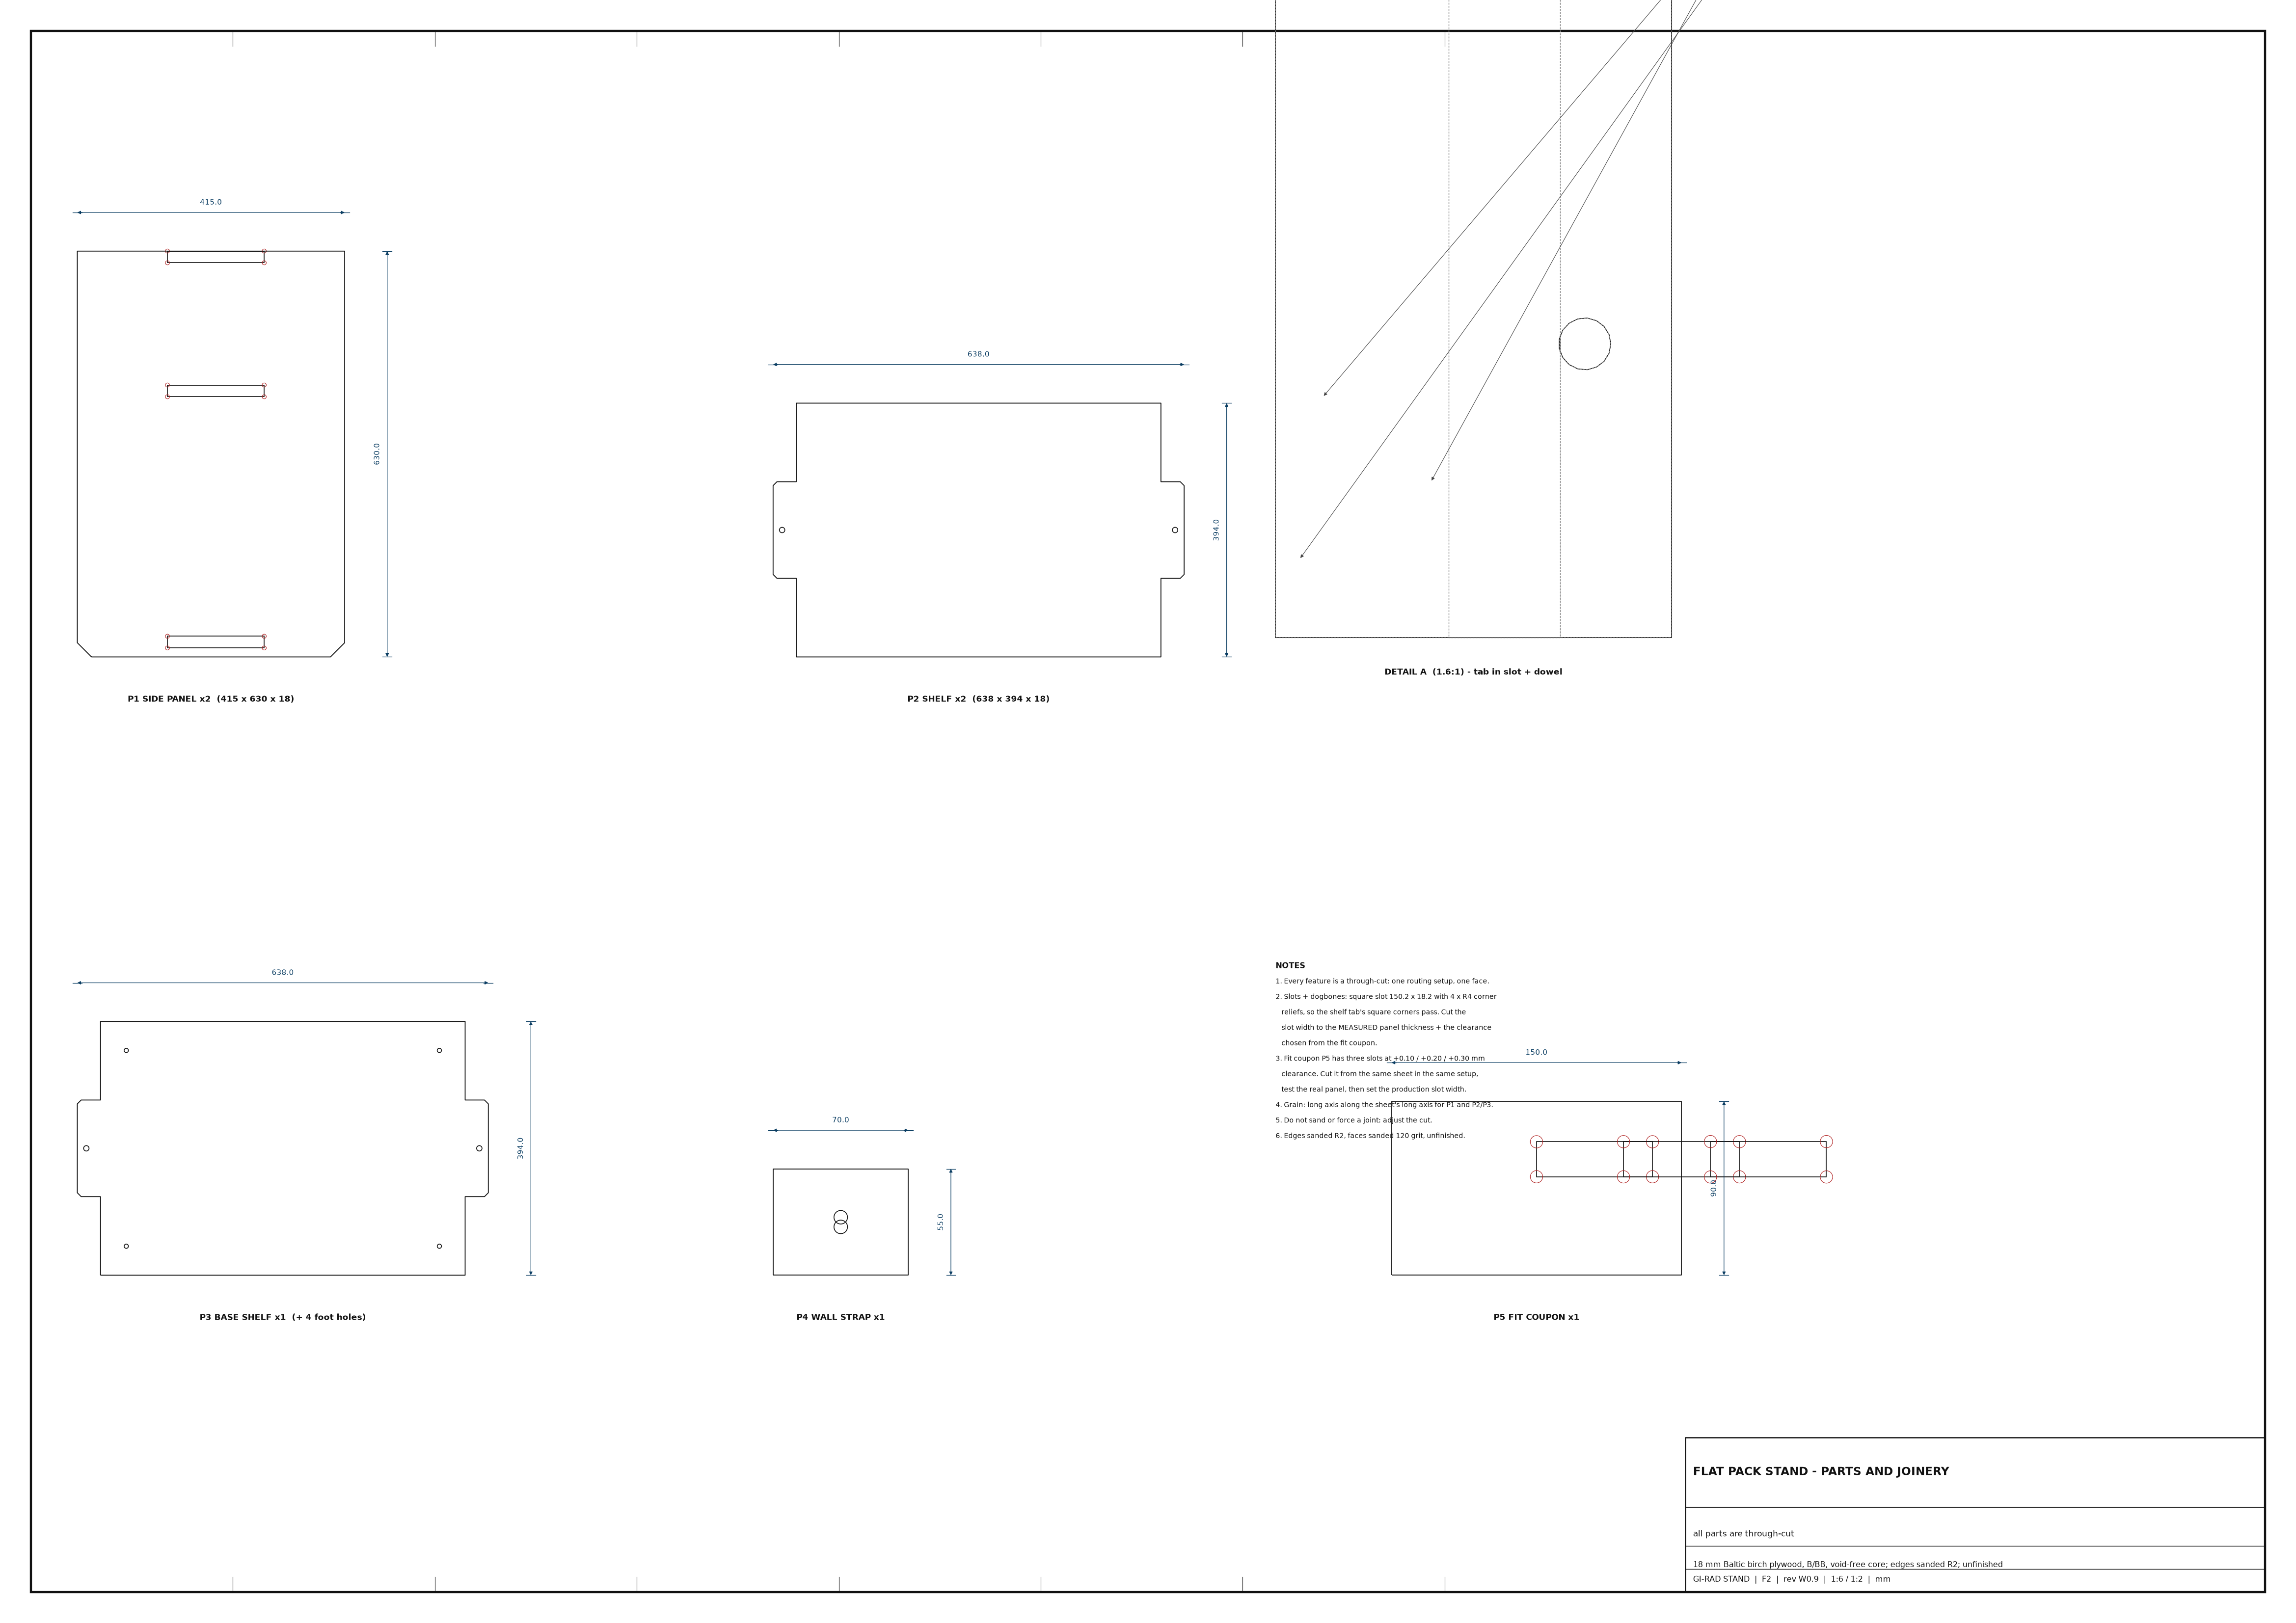 415.0
630.0
P1 SIDE PANEL x2  (415 x 630 x 18)
638.0
394.0
P2 SHELF x2  (638 x 394 x 18)
DETAIL A  (1.6:1) - tab in slot + dowel
638.0
394.0
P3 BASE SHELF x1  (+ 4 foot holes)
70.0
55.0
P4 WALL STRAP x1
NOTES
1. Every feature is a through-cut: one routing setup, one face.
2. Slots + dogbones: square slot 150.2 x 18.2 with 4 x R4 corner
reliefs, so the shelf tab's square corners pass. Cut the
slot width to the MEASURED panel thickness + the clearance
chosen from the fit coupon.
3. Fit coupon P5 has three slots at +0.10 / +0.20 / +0.30 mm
clearance. Cut it from the same sheet in the same setup,
test the real panel, then set the production slot width.
4. Grain: long axis along the sheet's long axis for P1 and P2/P3.
5. Do not sand or force a joint: adjust the cut.
6. Edges sanded R2, faces sanded 120 grit, unfinished.
150.0
90.0
P5 FIT COUPON x1
FLAT PACK STAND - PARTS AND JOINERY
all parts are through-cut
18 mm Baltic birch plywood, B/BB, void-free core; edges sanded R2; unfinished
GI-RAD STAND  |  F2  |  rev W0.9  |  1:6 / 1:2  |  mm